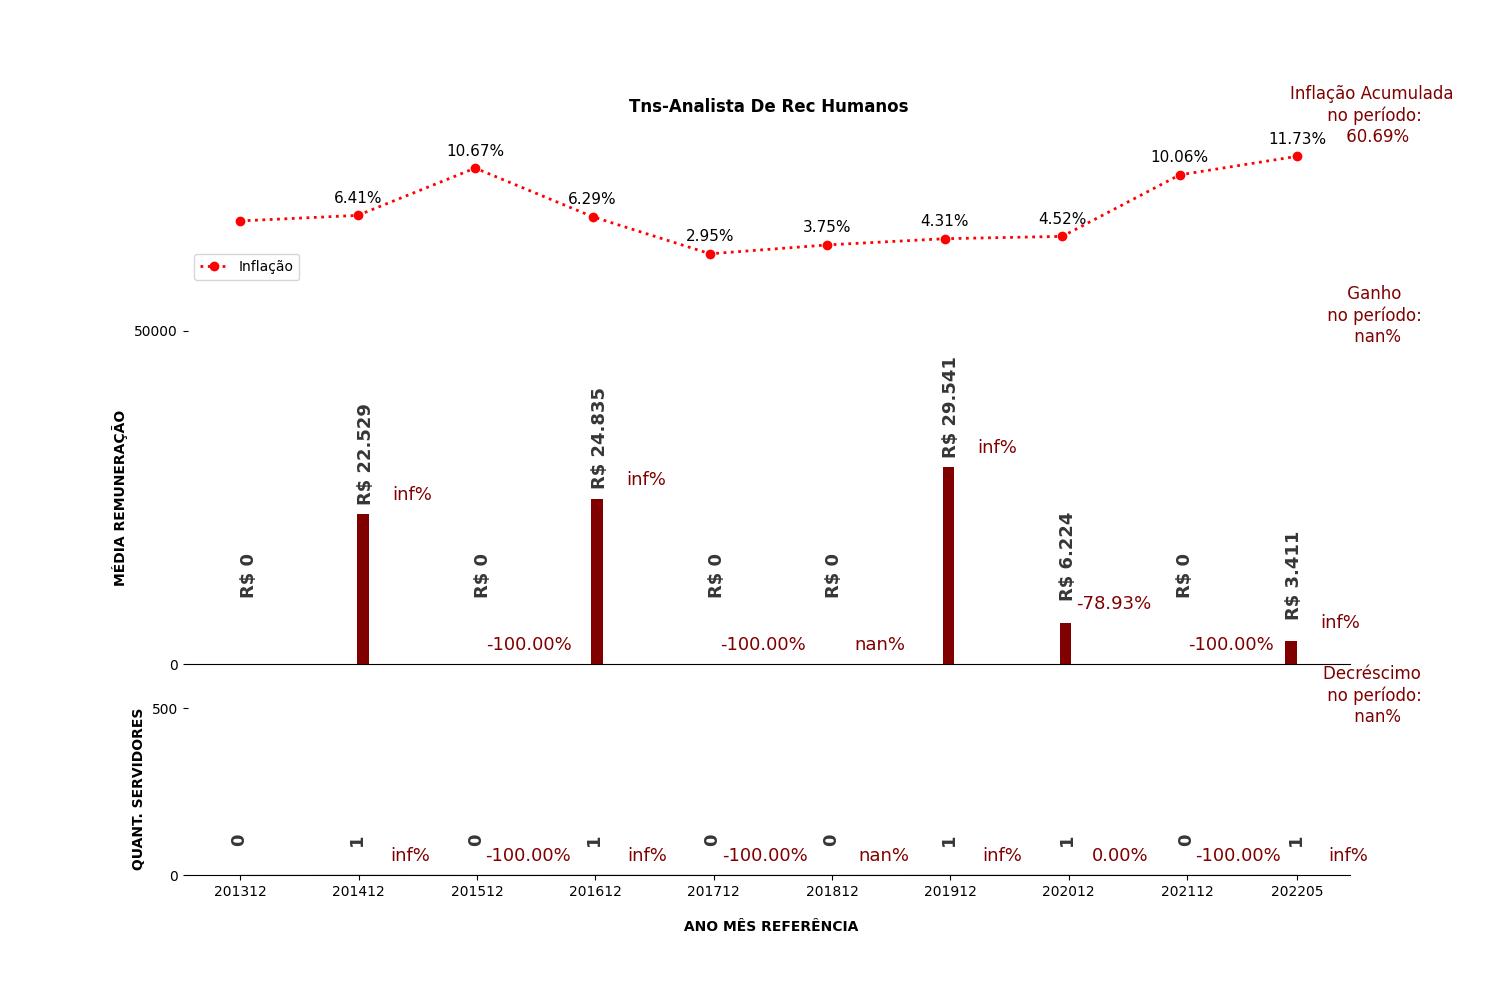 Tns-Analista De Rec Humanos
Inflação Acumulada
no período:
60.69%
6.41%
10.67%
6.29%
2.95%
3.75%
4.31%
4.52%
10.06%
11.73%
Inflação
Ganho
no período:
nan%
MÉDIA REMUNERAÇÃO
50000
0
R$ 0
R$ 22.529
R$ 0
R$ 24.835
R$ 0
R$ 0
R$ 29.541
R$ 6.224
R$ 0
R$ 3.411
inf%
-100.00%
inf%
-100.00%
nan%
inf%
-78.93%
-100.00%
inf%
Decréscimo
no período:
nan%
QUANT. SERVIDORES
500
0
0
1
0
1
0
0
1
1
0
1
inf%
-100.00%
inf%
-100.00%
nan%
inf%
0.00%
-100.00%
inf%
201312
201412
201512
201612
201712
201812
201912
202012
202112
202205
ANO MÊS REFERÊNCIA